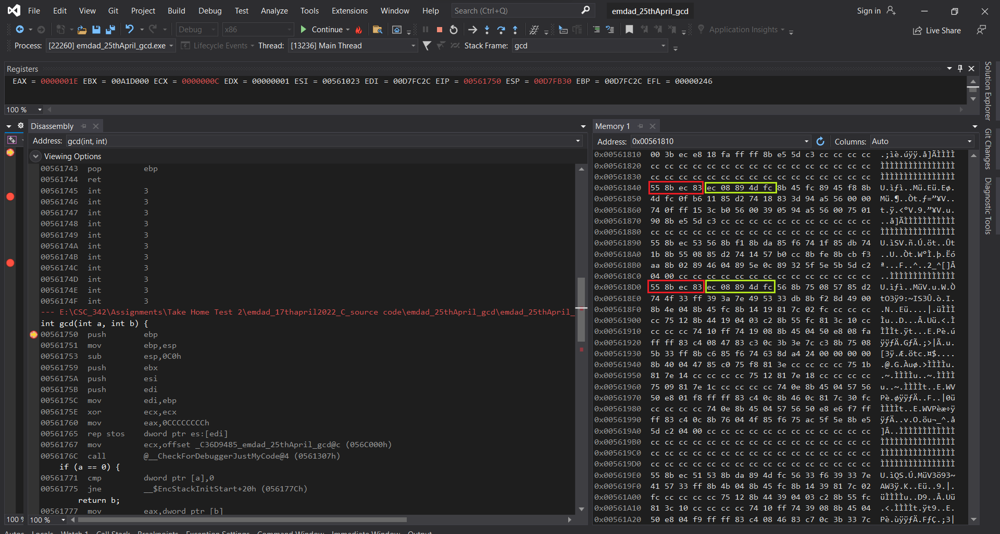 File Edit View Git Project Build Debug Test Analyze Tools Extensions Window Help Search (Ctrl+Q) emdad_25thApril_gcd Sign in
Debug x86 Continue Application Insights Live Share
Process: [22260] emdad_25thApril_gcd.exe Lifecycle Events Thread: [13236] Main Thread Stack Frame: gcd
Registers
EAX = 0000001E EBX = 00A1D000 ECX = 0000000C EDX = 00000001 ESI = 00561023 EDI = 00D7FC2C EIP = 00561750 ESP = 00D7FB30 EBP = 00D7FC2C EFL = 00000246
100 %
Disassembly
Address: gcd(int, int)
Viewing Options
00561743 pop ebp
00561744 ret
00561745 int 3
00561746 int 3
00561747 int 3
00561748 int 3
00561749 int 3
0056174A int 3
0056174B int 3
0056174C int 3
0056174D int 3
0056174E int 3
0056174F int 3
--- E:\CSC_342\Assignments\Take Home Test 2\emdad_17thapril2022_C_source code\emdad_25thApril_gcd\emdad_25thApril_
int gcd(int a, int b) {
00561750 push ebp
00561751 mov ebp,esp
00561753 sub esp,0C0h
00561759 push ebx
0056175A push esi
0056175B push edi
0056175C mov edi,ebp
0056175E xor ecx,ecx
00561760 mov eax,0CCCCCCCCh
00561765 rep stos dword ptr es:[edi]
00561767 mov ecx,offset _C36D9485_emdad_25thApril_gcd@c (056C000h)
0056176C call @__CheckForDebuggerJustMyCode@4 (0561307h)
if (a == 0) {
00561771 cmp dword ptr [a],0
00561775 jne __$EncStackInitStart+20h (056177Ch)
return b;
00561777 mov eax,dword ptr [b]
100 %
100 %
Memory 1
Address: 0x00561810 Columns: Auto
0x00561810 00 3b ec e8 18 fa ff ff 8b e5 5d c3 cc cc cc cc .;ìè.úÿÿ.å]ÃÌÌÌÌ
0x00561820 cc cc cc cc cc cc cc cc cc cc cc cc cc cc cc cc ÌÌÌÌÌÌÌÌÌÌÌÌÌÌÌÌ
0x00561830 cc cc cc cc cc cc cc cc cc cc cc cc cc cc cc cc ÌÌÌÌÌÌÌÌÌÌÌÌÌÌÌÌ
0x00561840 55 8b ec 83 ec 08 89 4d fc 8b 45 fc 89 45 f8 8b U.ìƒì..Mü.Eü.Eø.
0x00561850 4d fc 0f b6 11 85 d2 74 18 83 3d 94 a5 56 00 00 Mü.¶..Òt.ƒ=”¥V..
0x00561860 74 0f ff 15 3c b0 56 00 39 05 94 a5 56 00 75 01 t.ÿ.<°V.9.”¥V.u.
0x00561870 90 8b e5 5d c3 cc cc cc cc cc cc cc cc cc cc cc ..å]ÃÌÌÌÌÌÌÌÌÌÌÌ
0x00561880 cc cc cc cc cc cc cc cc cc cc cc cc cc cc cc cc ÌÌÌÌÌÌÌÌÌÌÌÌÌÌÌÌ
0x00561890 55 8b ec 53 56 8b f1 8b da 85 f6 74 1f 85 db 74 U.ìSV.ñ.Ú.öt..Ût
0x005618A0 1b 8b 55 08 85 d2 74 14 57 b0 cc 8b fe 8b cb f3 ..U..Òt.W°Ì.þ.Ëó
0x005618B0 aa 8b 02 89 46 04 89 5e 0c 89 32 5f 5e 5b 5d c2 ª...F..^..2_^[]Â
0x005618C0 04 00 cc cc cc cc cc cc cc cc cc cc cc cc cc cc ..ÌÌÌÌÌÌÌÌÌÌÌÌÌÌ
0x005618D0 55 8b ec 83 ec 08 89 4d fc 56 8b 75 08 57 85 d2 U.ìƒì..MüV.u.W.Ò
0x005618E0 74 4f 33 ff 39 3a 7e 49 53 33 db 8b f2 8d 49 00 tO3ÿ9:~IS3Û.ò.I.
0x005618F0 8b 4e 04 8b 45 fc 8b 14 19 81 7c 02 fc cc cc cc .N..Eü....|.üÌÌÌ
0x00561900 cc 75 12 8b 44 19 04 03 c2 8b 55 fc 81 3c 10 cc Ìu..D...Â.Uü.<.Ì
0x00561910 cc cc cc 74 10 ff 74 19 08 8b 45 04 50 e8 08 fa ÌÌÌt.ÿt...E.Pè.ú
0x00561920 ff ff 83 c4 08 47 83 c3 0c 3b 3e 7c c3 8b 75 08 ÿÿƒÄ.GƒÃ.;>|Ã.u.
0x00561930 5b 33 ff 8b c6 85 f6 74 63 8d a4 24 00 00 00 00 [3ÿ.Æ.ötc.¤$....
0x00561940 8b 40 04 47 85 c0 75 f8 81 3e cc cc cc cc 75 1b .@.G.Àuø.>ÌÌÌÌu.
0x00561950 81 7e 14 cc cc cc cc 75 12 81 7e 18 cc cc cc cc .~.ÌÌÌÌu..~.ÌÌÌÌ
0x00561960 75 09 81 7e 1c cc cc cc cc 74 0e 8b 45 04 57 56 u..~.ÌÌÌÌt..E.WV
0x00561970 50 e8 01 f8 ff ff 83 c4 0c 8b 46 0c 81 7c 30 fc Pè.øÿÿƒÄ..F..|0ü
0x00561980 cc cc cc cc 74 0e 8b 45 04 57 56 50 e8 e6 f7 ff ÌÌÌÌt..E.WVPèæ÷ÿ
0x00561990 ff 83 c4 0c 8b 76 04 4f 85 f6 75 ac 5f 5e 8b e5 ÿƒÄ..v.O.öu¬_^.å
0x005619A0 5d c2 04 00 cc cc cc cc cc cc cc cc cc cc cc cc ]Â..ÌÌÌÌÌÌÌÌÌÌÌÌ
0x005619B0 cc cc cc cc cc cc cc cc cc cc cc cc cc cc cc cc ÌÌÌÌÌÌÌÌÌÌÌÌÌÌÌÌ
0x005619C0 cc cc cc cc cc cc cc cc cc cc cc cc cc cc cc cc ÌÌÌÌÌÌÌÌÌÌÌÌÌÌÌÌ
0x005619D0 cc cc cc cc cc cc cc cc cc cc cc cc cc cc cc cc ÌÌÌÌÌÌÌÌÌÌÌÌÌÌÌÌ
0x005619E0 55 8b ec 51 53 8b da 89 4d fc 56 33 f6 39 33 7e U.ìQS.Ú.MüV3ö93~
0x005619F0 41 57 33 ff 8b 4b 04 8b 45 fc 8b 14 39 81 7c 02 AW3ÿ.K..Eü..9.|.
0x00561A00 fc cc cc cc cc 75 12 8b 44 39 04 03 c2 8b 55 fc üÌÌÌÌu..D9..Â.Uü
0x00561A10 81 3c 10 cc cc cc cc 74 10 ff 74 39 08 8b 45 04 .<.ÌÌÌÌt.ÿt9..E.
0x00561A20 50 e8 04 f9 ff ff 83 c4 08 46 83 c7 0c 3b 33 7c Pè.ùÿÿƒÄ.FƒÇ.;3|
Solution Explorer
Git Changes
Diagnostic Tools
Autos Locals Watch 1 Call Stack Breakpoints Exception Settings Command Window Immediate Window Output